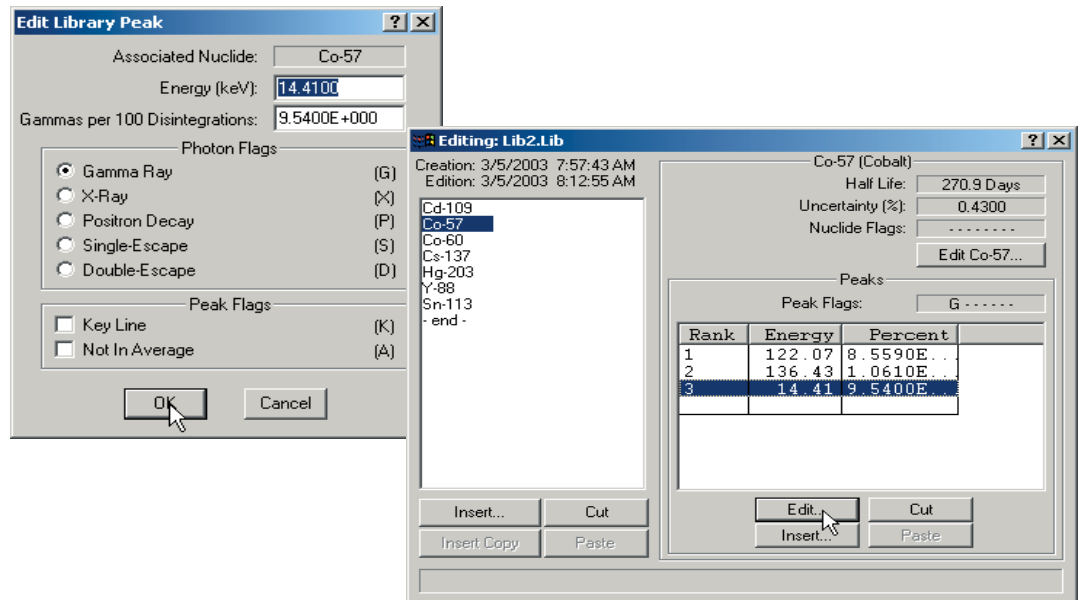 Edit Library Peak
Associated Nuclide: Co-57
Energy (keV): 14.4100
Gammas per 100 Disintegrations: 9.5400E+000
Photon Flags
Gamma Ray (G)
X-Ray (X)
Positron Decay (P)
Single-Escape (S)
Double-Escape (D)
Peak Flags
Key Line (K)
Not In Average (A)
OK Cancel
Editing: Lib2.Lib
Creation: 3/5/2003 7:57:43 AM
Edition: 3/5/2003 8:12:55 AM
Cd-109
Co-57
Co-60
Cs-137
Hg-203
Y-88
Sn-113
- end -
Insert... Cut
Insert Copy Paste
Co-57 (Cobalt)
Half Life: 270.9 Days
Uncertainty (%): 0.4300
Nuclide Flags: - - - - - - - -
Edit Co-57...
Peaks
Peak Flags: G - - - - - -
Rank Energy Percent
1 122.07 8.5590E...
2 136.43 1.0610E...
3 14.41 9.5400E...
Edit... Cut
Insert... Paste